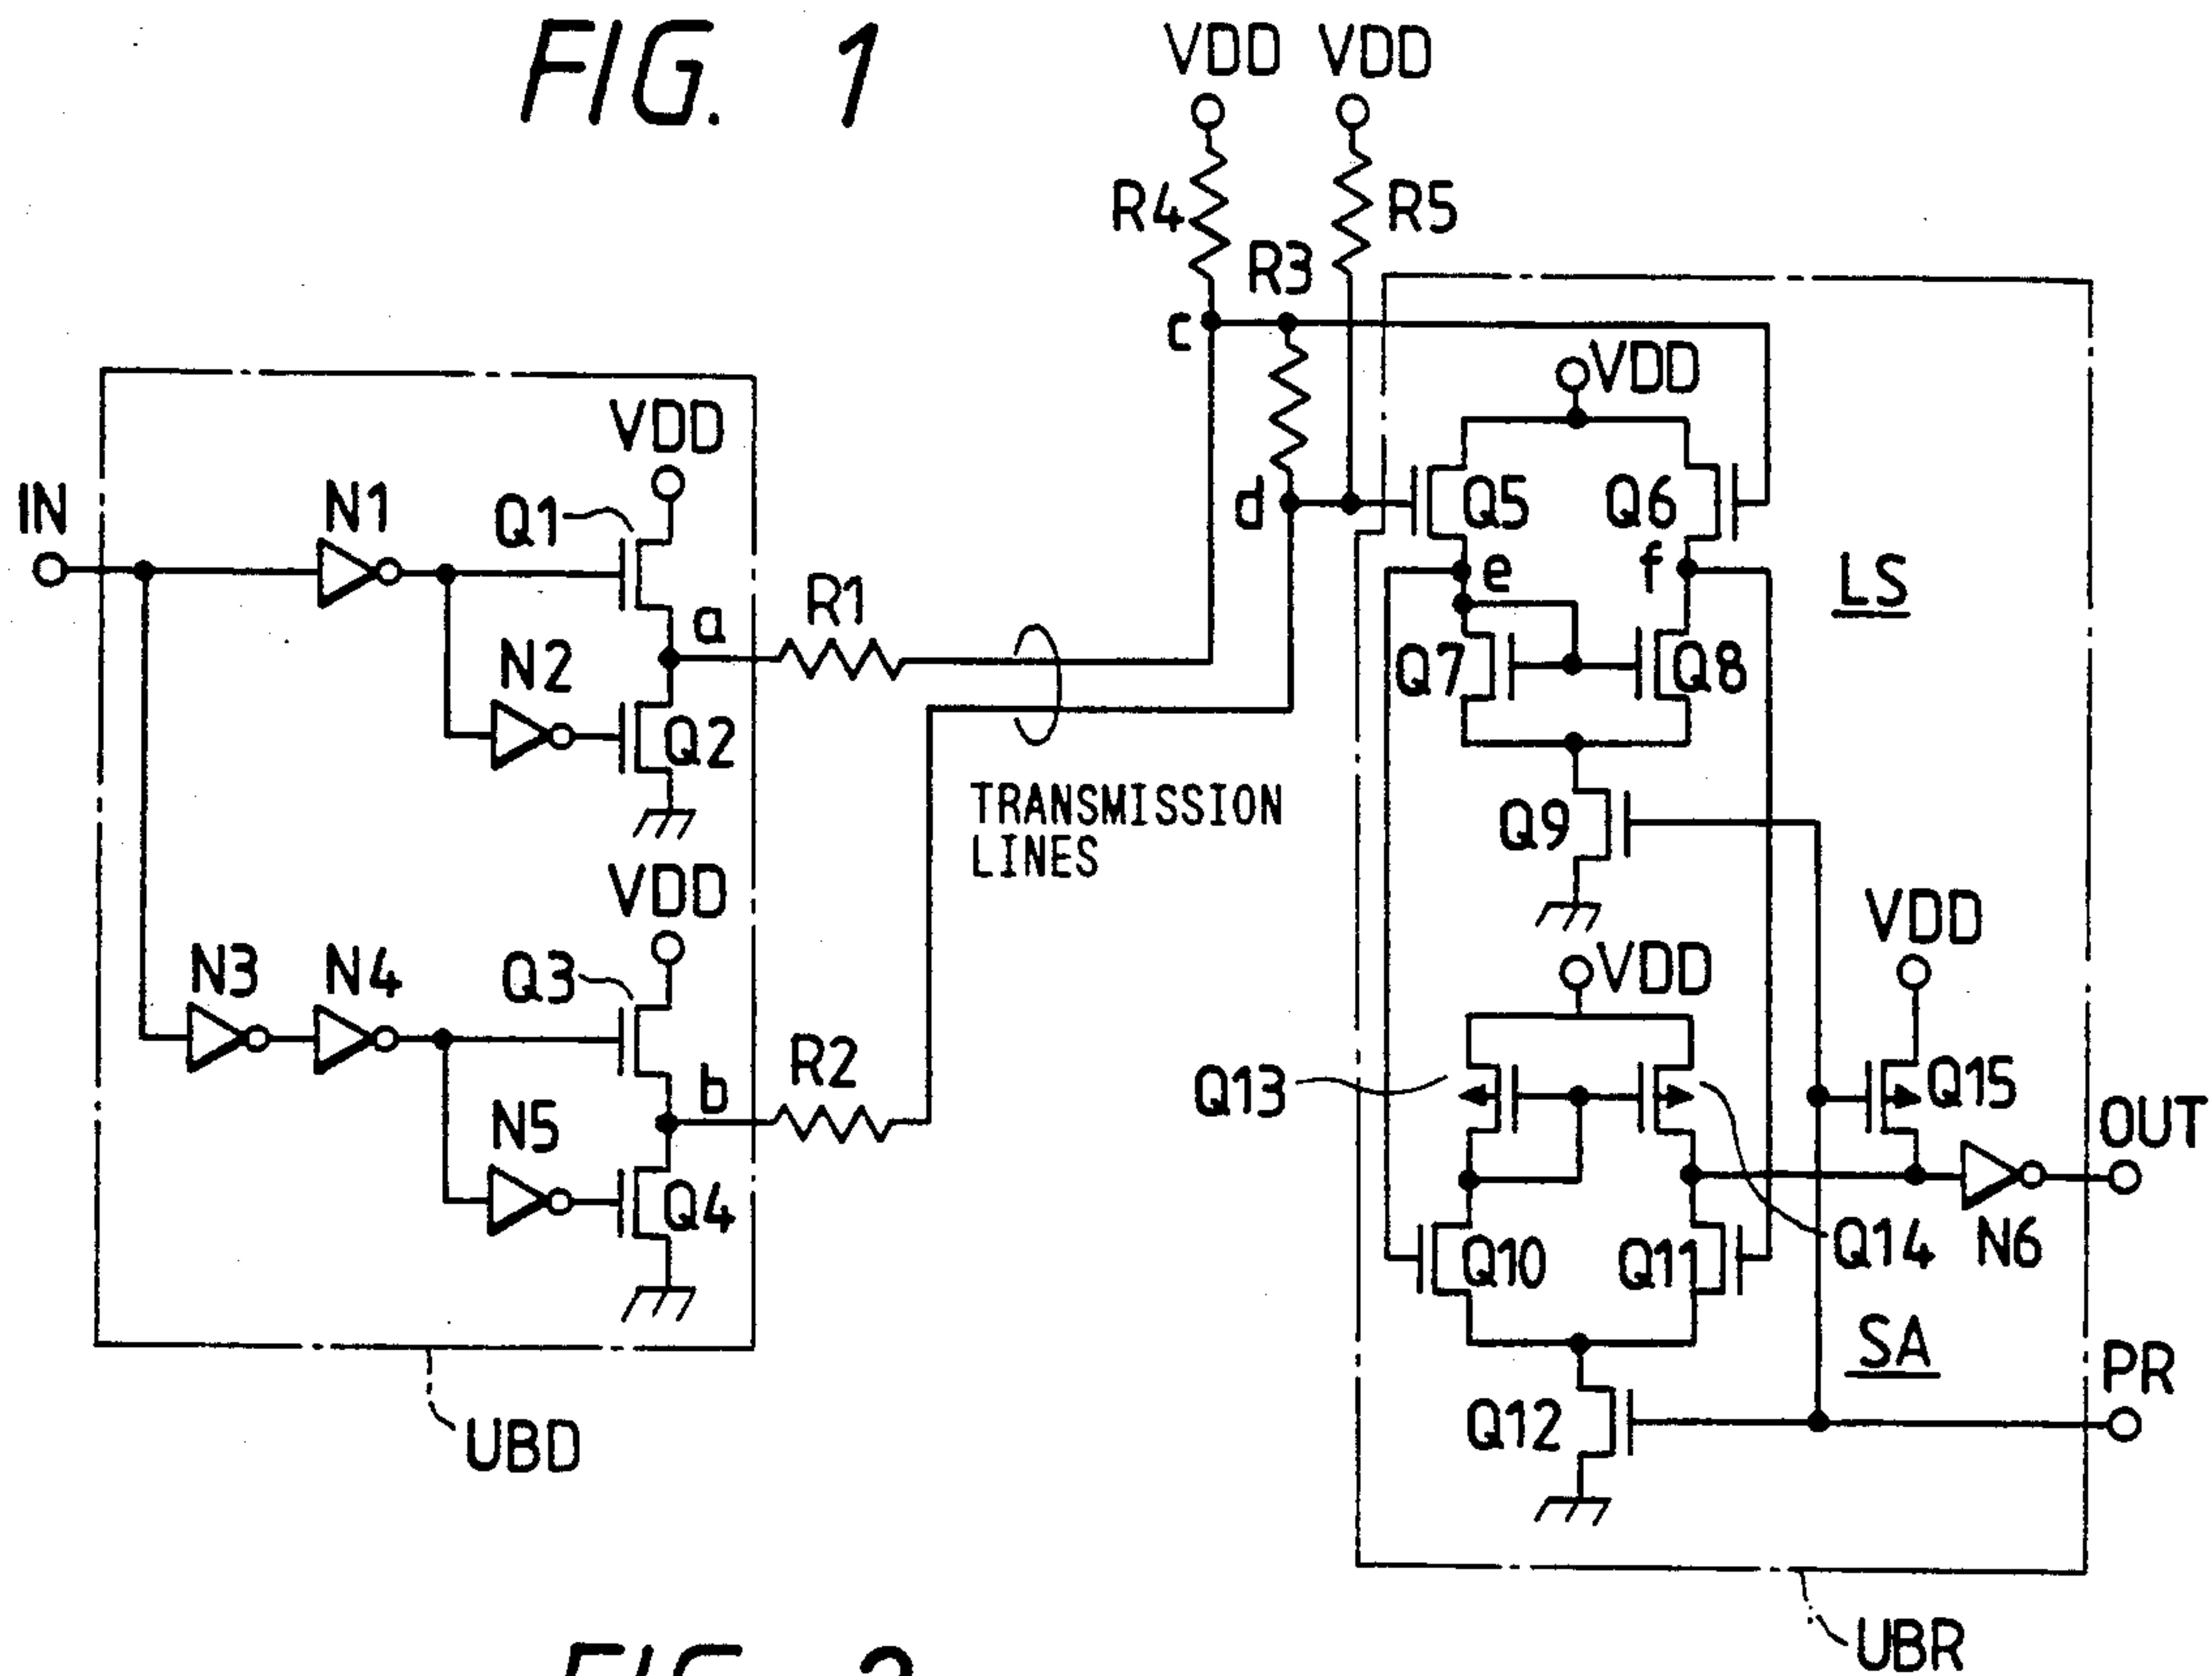 FIG. 1
VDD VDD
R4
R5
R3
c
VDD
VDD
IN
N1
Q1
d
Q5
Q6
e
f
LS
a
R1
N2
Q7
Q8
Q2
TRANSMISSION
LINES
Q9
VDD
VDD
VDD
N3
N4
Q3
b
R2
Q13
Q15
OUT
N5
Q4
Q10
Q11
Q14
N6
SA
PR
Q12
UBD
UBR
FIG. 2